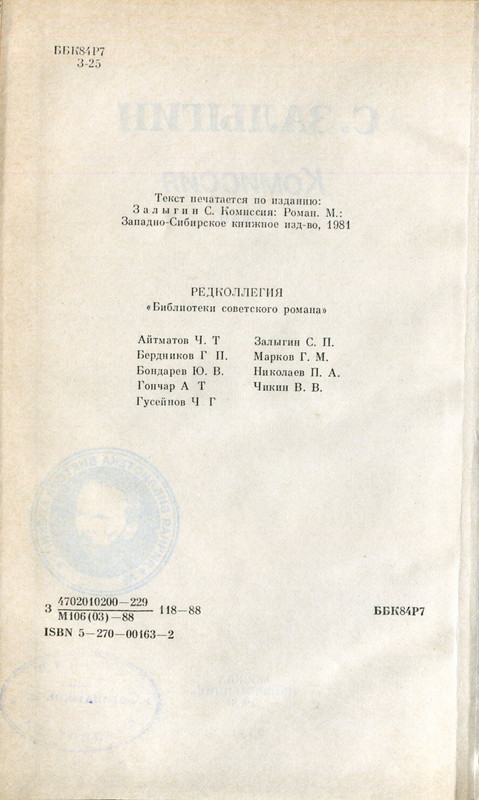 ББК84Р7
З-25
Текст печатается по изданию:
Залыгин С. Комиссия: Роман. М.:
Западно-Сибирское книжное изд-во, 1981
РЕДКОЛЛЕГИЯ
«Библиотеки советского романа»
Айтматов Ч. Т
Бердников Г П.
Бондарев Ю. В.
Гончар А Т
Гусейнов Ч Г
Залыгин С. П.
Марков Г. М.
Николаев П. А.
Чикин В. В.
З 4702010200—229
М106(03)—88 118—88
ББК84Р7
ISBN 5—270—00163—2
С. ЗАЛЫГИН
Комиссия